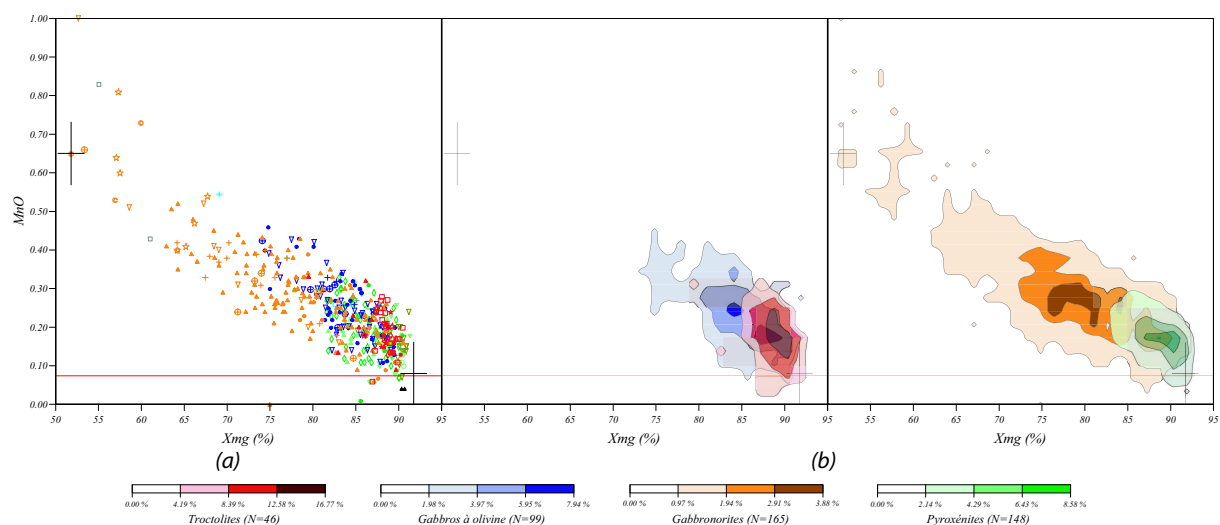 1.00
0.90
0.80
0.70
0.60
0.50
0.40
0.30
0.20
0.10
0.00
MnO
50 55 60 65 70 75 80 85 90 95 55 60 65 70 75 80 85 90 95 55 60 65 70 75 80 85 90 95
Xmg (%) Xmg (%) Xmg (%)
(a) (b)
0.00 % 4.19 % 8.39 % 12.58 % 16.77 %
Troctolites (N=46)
0.00 % 1.98 % 3.97 % 5.95 % 7.94 %
Gabbros à olivine (N=99)
0.00 % 0.97 % 1.94 % 2.91 % 3.88 %
Gabbronorites (N=165)
0.00 % 2.14 % 4.29 % 6.43 % 8.58 %
Pyroxénites (N=148)